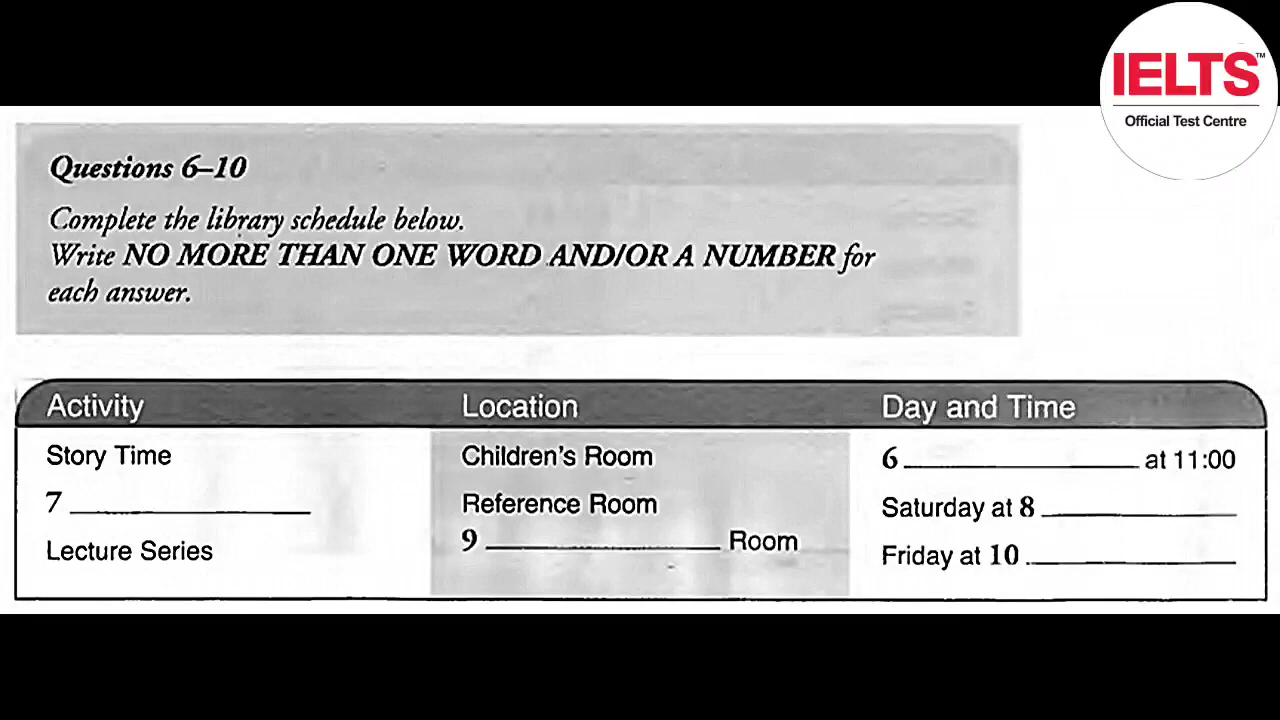 IELTS™
Official Test Centre
Questions 6–10
Complete the library schedule below.
Write NO MORE THAN ONE WORD AND/OR A NUMBER for
each answer.
Activity Location Day and Time
Story Time Children's Room 6 ____________ at 11:00
7 ____________ Reference Room Saturday at 8 ____________
Lecture Series 9 ____________ Room Friday at 10 ____________